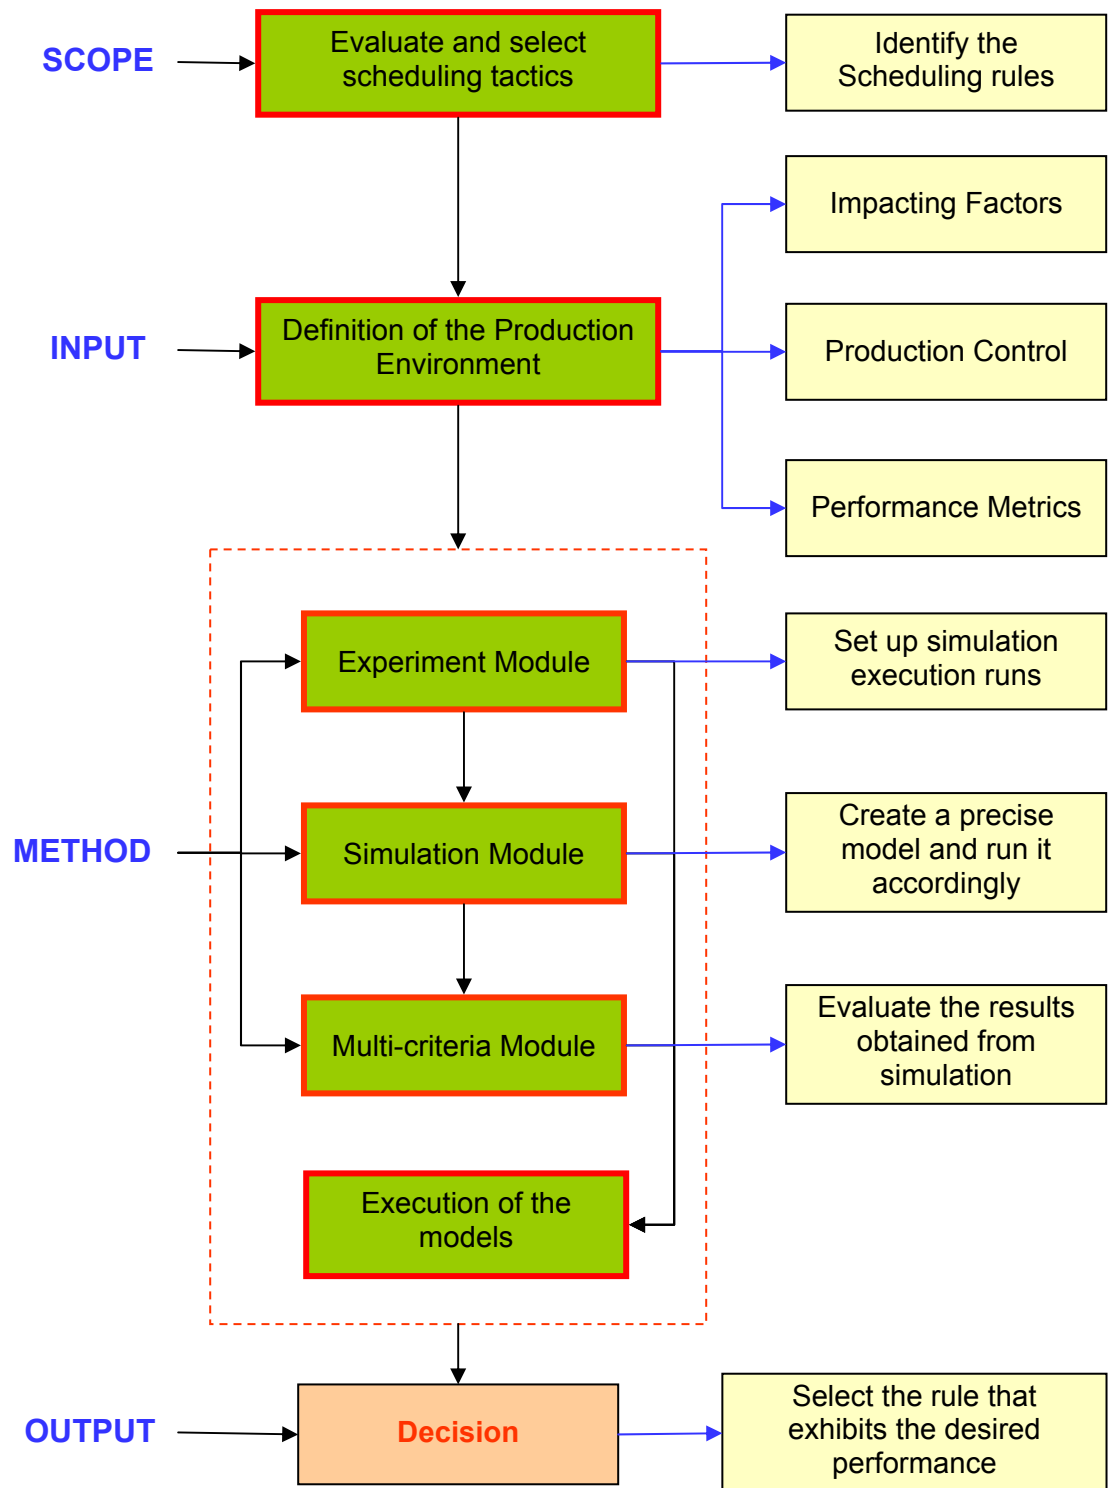 SCOPE
Evaluate and select
scheduling tactics
Identify the
Scheduling rules
Impacting Factors
INPUT
Definition of the Production
Environment
Production Control
Performance Metrics
Experiment Module
Set up simulation
execution runs
METHOD
Simulation Module
Create a precise
model and run it
accordingly
Multi-criteria Module
Evaluate the results
obtained from
simulation
Execution of the
models
OUTPUT
Decision
Select the rule that
exhibits the desired
performance